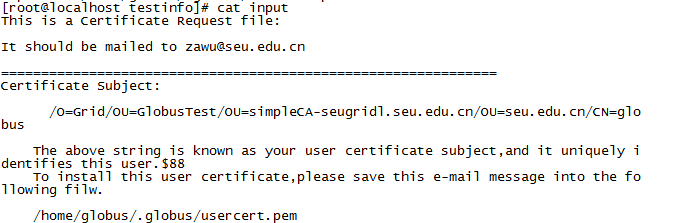 [root@localhost testinfo]# cat input
This is a Certificate Request file:
It should be mailed to zawu@seu.edu.cn
==============================================================
Certificate Subject:
/O=Grid/OU=GlobusTest/OU=simpleCA-seugridl.seu.edu.cn/OU=seu.edu.cn/CN=glo
bus
The above string is known as your user certificate subject,and it uniquely i
dentifies this user.$88
To install this user certificate,please save this e-mail message into the fo
llowing filw.
/home/globus/.globus/usercert.pem